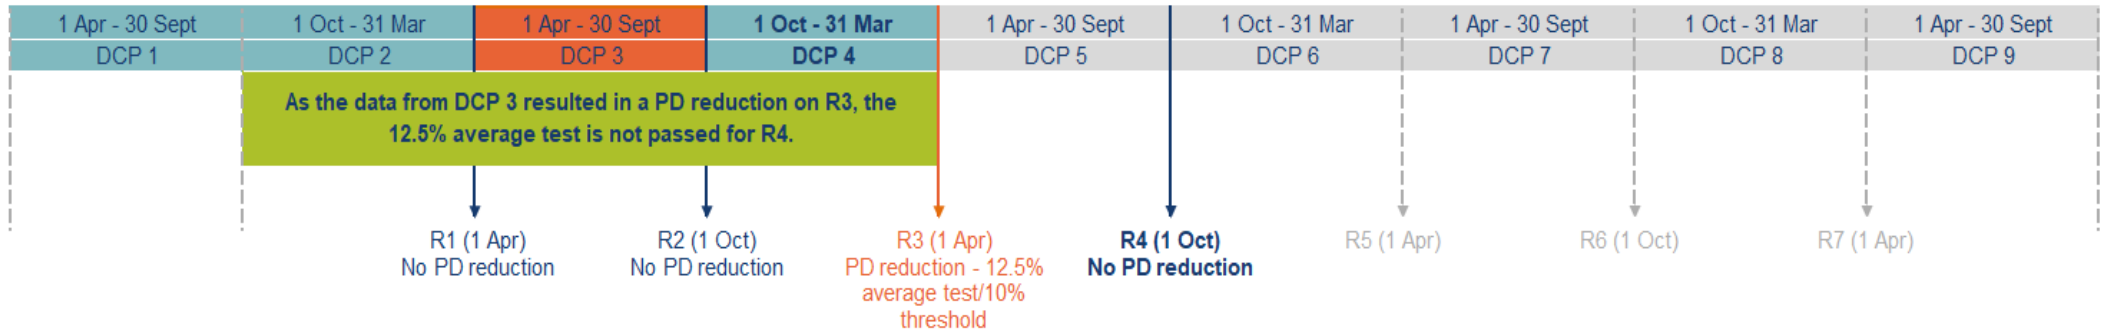 1 Apr - 30 Sept 1 Oct - 31 Mar 1 Apr - 30 Sept 1 Oct - 31 Mar 1 Apr - 30 Sept 1 Oct - 31 Mar 1 Apr - 30 Sept 1 Oct - 31 Mar 1 Apr - 30 Sept
DCP 1 DCP 2 DCP 3 DCP 4 DCP 5 DCP 6 DCP 7 DCP 8 DCP 9
As the data from DCP 3 resulted in a PD reduction on R3, the
12.5% average test is not passed for R4.
R1 (1 Apr)
No PD reduction
R2 (1 Oct)
No PD reduction
R3 (1 Apr)
PD reduction - 12.5%
average test/10%
threshold
R4 (1 Oct)
No PD reduction
R5 (1 Apr)
R6 (1 Oct)
R7 (1 Apr)